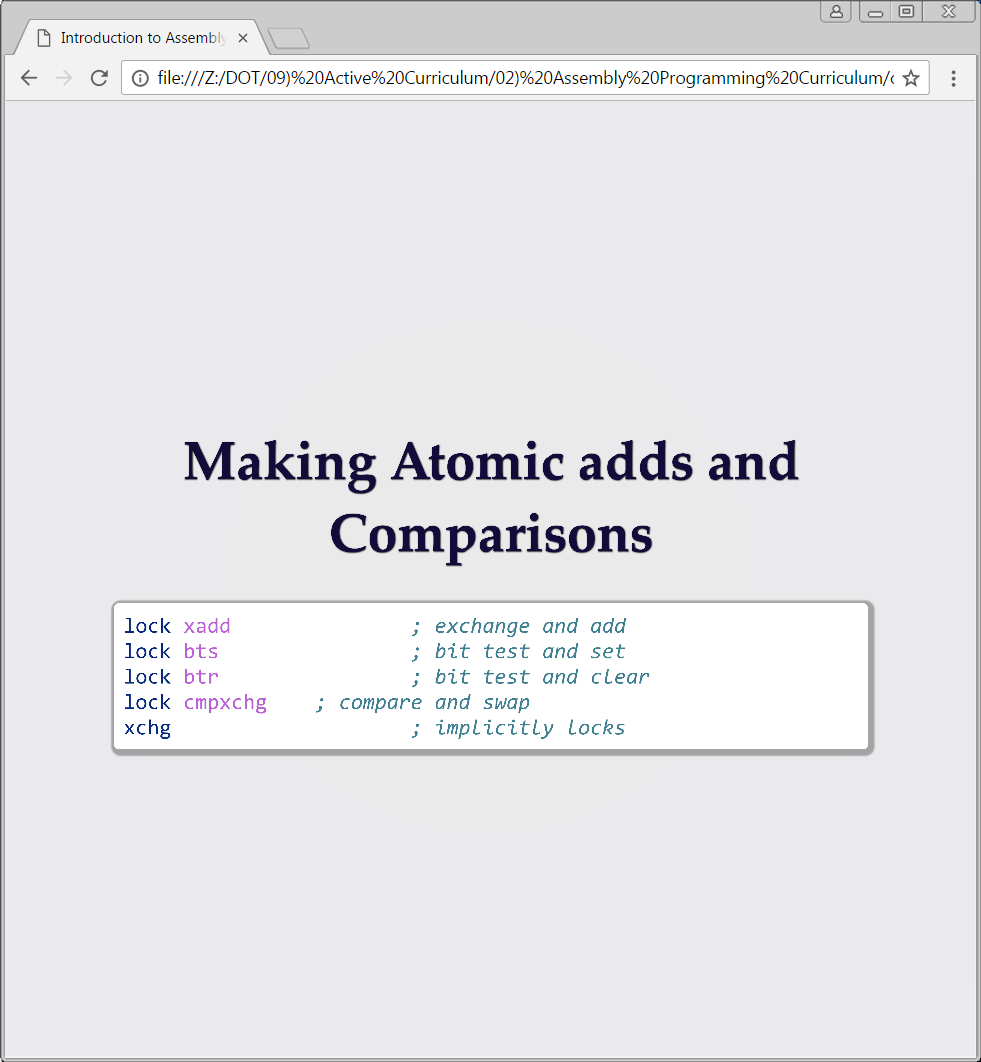 Introduction to Assembly
file:///Z:/DOT/09)%20Active%20Curriculum/02)%20Assembly%20Programming%20Curriculum/
Making Atomic adds and
Comparisons
lock xadd ; exchange and add
lock bts ; bit test and set
lock btr ; bit test and clear
lock cmpxchg ; compare and swap
xchg ; implicitly locks